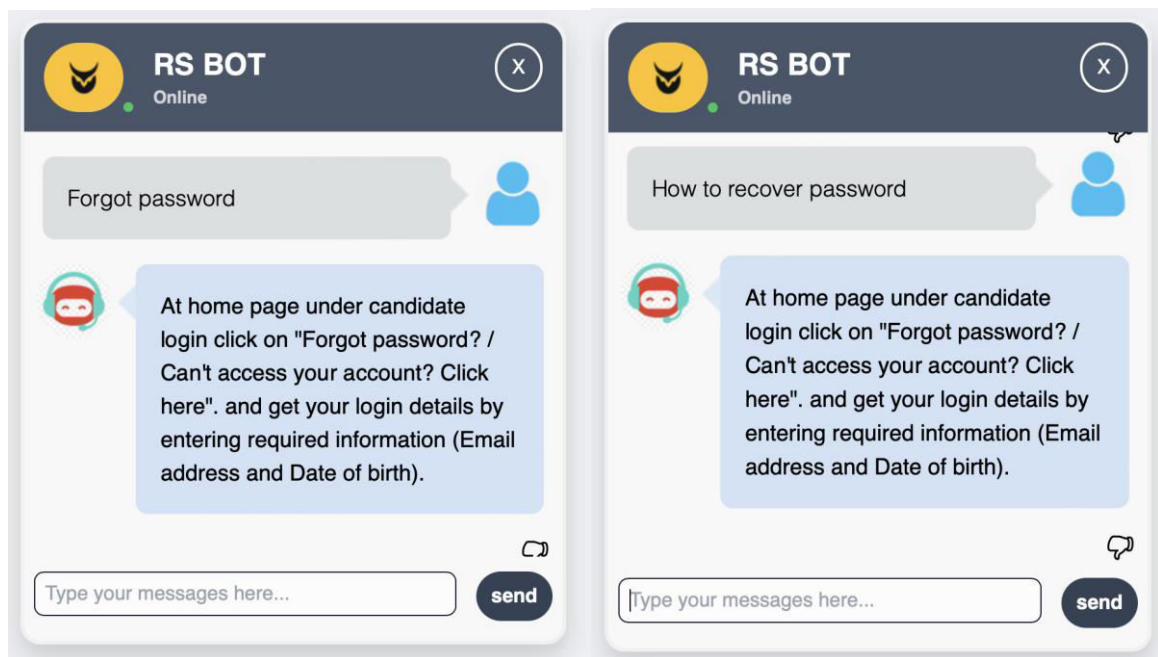 RS BOT
Online
X
Forgot password
At home page under candidate
login click on "Forgot password? /
Can't access your account? Click
here". and get your login details by
entering required information (Email
address and Date of birth).
Type your messages here...
send
RS BOT
Online
X
How to recover password
At home page under candidate
login click on "Forgot password? /
Can't access your account? Click
here". and get your login details by
entering required information (Email
address and Date of birth).
Type your messages here...
send